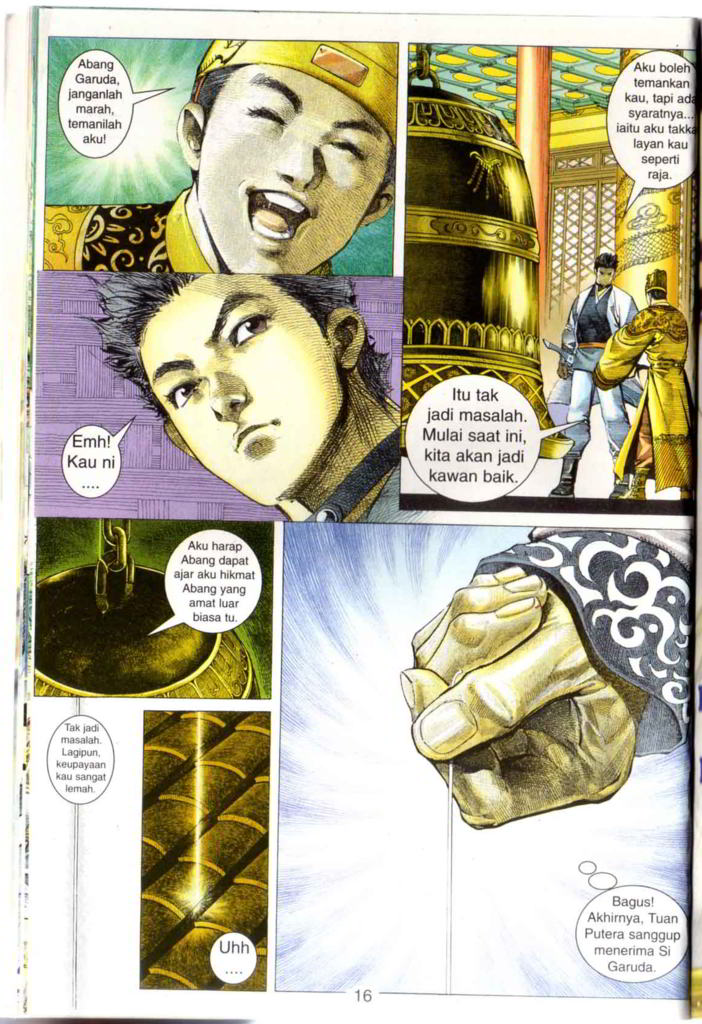 Abang
Garuda,
janganlah
marah,
temanilah
aku!
Aku boleh
temankan
kau, tapi ada
syaratnya...
iaitu aku takkan
layan kau
seperti
raja.
Emh!
Kau ni
....
Itu tak
jadi masalah.
Mulai saat ini,
kita akan jadi
kawan baik.
Aku harap
Abang dapat
ajar aku hikmat
Abang yang
amat luar
biasa tu.
Tak jadi
masalah.
Lagipun,
keupayaan
kau sangat
lemah.
Uhh
....
Bagus!
Akhirnya, Tuan
Putera sanggup
menerima Si
Garuda.
16